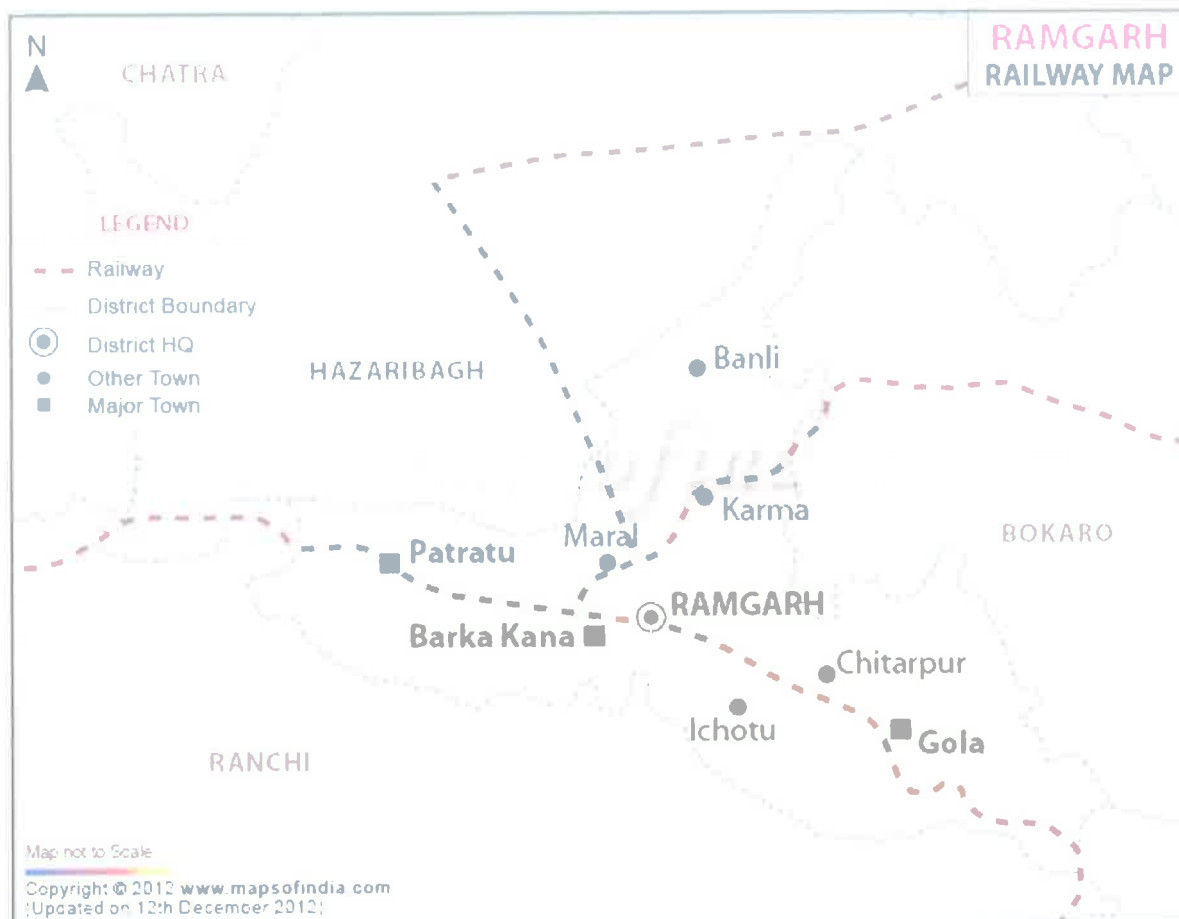 RAMGARH
RAILWAY MAP
N
CHATRA
LEGEND
Railway
District Boundary
District HQ
Other Town
Major Town
HAZARIBAGH
Banli
Karma
Maral
BOKARO
Patratu
RAMGARH
Barka Kana
Chitarpur
Ichotu
Gola
RANCHI
Map not to Scale
Copyright © 2012 www.mapsofindia.com
(Updated on 12th December 2012)